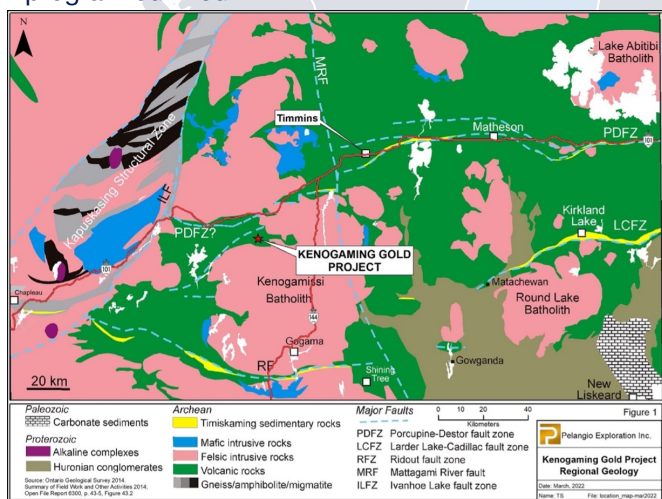 N
MRF
Lake Abitibi
Batholith
Timmins
Matheson
PDFZ
101
Kapuskasing Structural Zone
ILF
PDFZ?
Kirkland
Lake
LCFZ
KENOGAMING GOLD
PROJECT
101
Chapleau
Kenogamissi
Batholith
Matachewan
Round Lake
Batholith
144
Gogama
RF
Shining
Tree
Gowganda
20 km
New
Liskeard
Figure 1
Paleozoic
Carbonate sediments
Proterozoic
Alkaline complexes
Huronian conglomerates
Source: Ontario Geological Survey 2014;
Summary of Field Work and Other Activities 2014;
Open File Report 6300, p. 43-5, Figure 43.2
Archean
Timiskaming sedimentary rocks
Mafic intrusive rocks
Felsic intrusive rocks
Volcanic rocks
Gneiss/amphibolite/migmatite
Major Faults
PDFZ Porcupine-Destor fault zone
LCFZ Larder Lake-Cadillac fault zone
RFZ Ridout fault zone
MRF Mattagami River fault
ILFZ Ivanhoe Lake fault zone
40 20 0 40
Kilometers
Pelangio Exploration Inc.
Kenogaming Gold Project
Regional Geology
Date: March, 2022
Name: TS File: location_map-mar2022